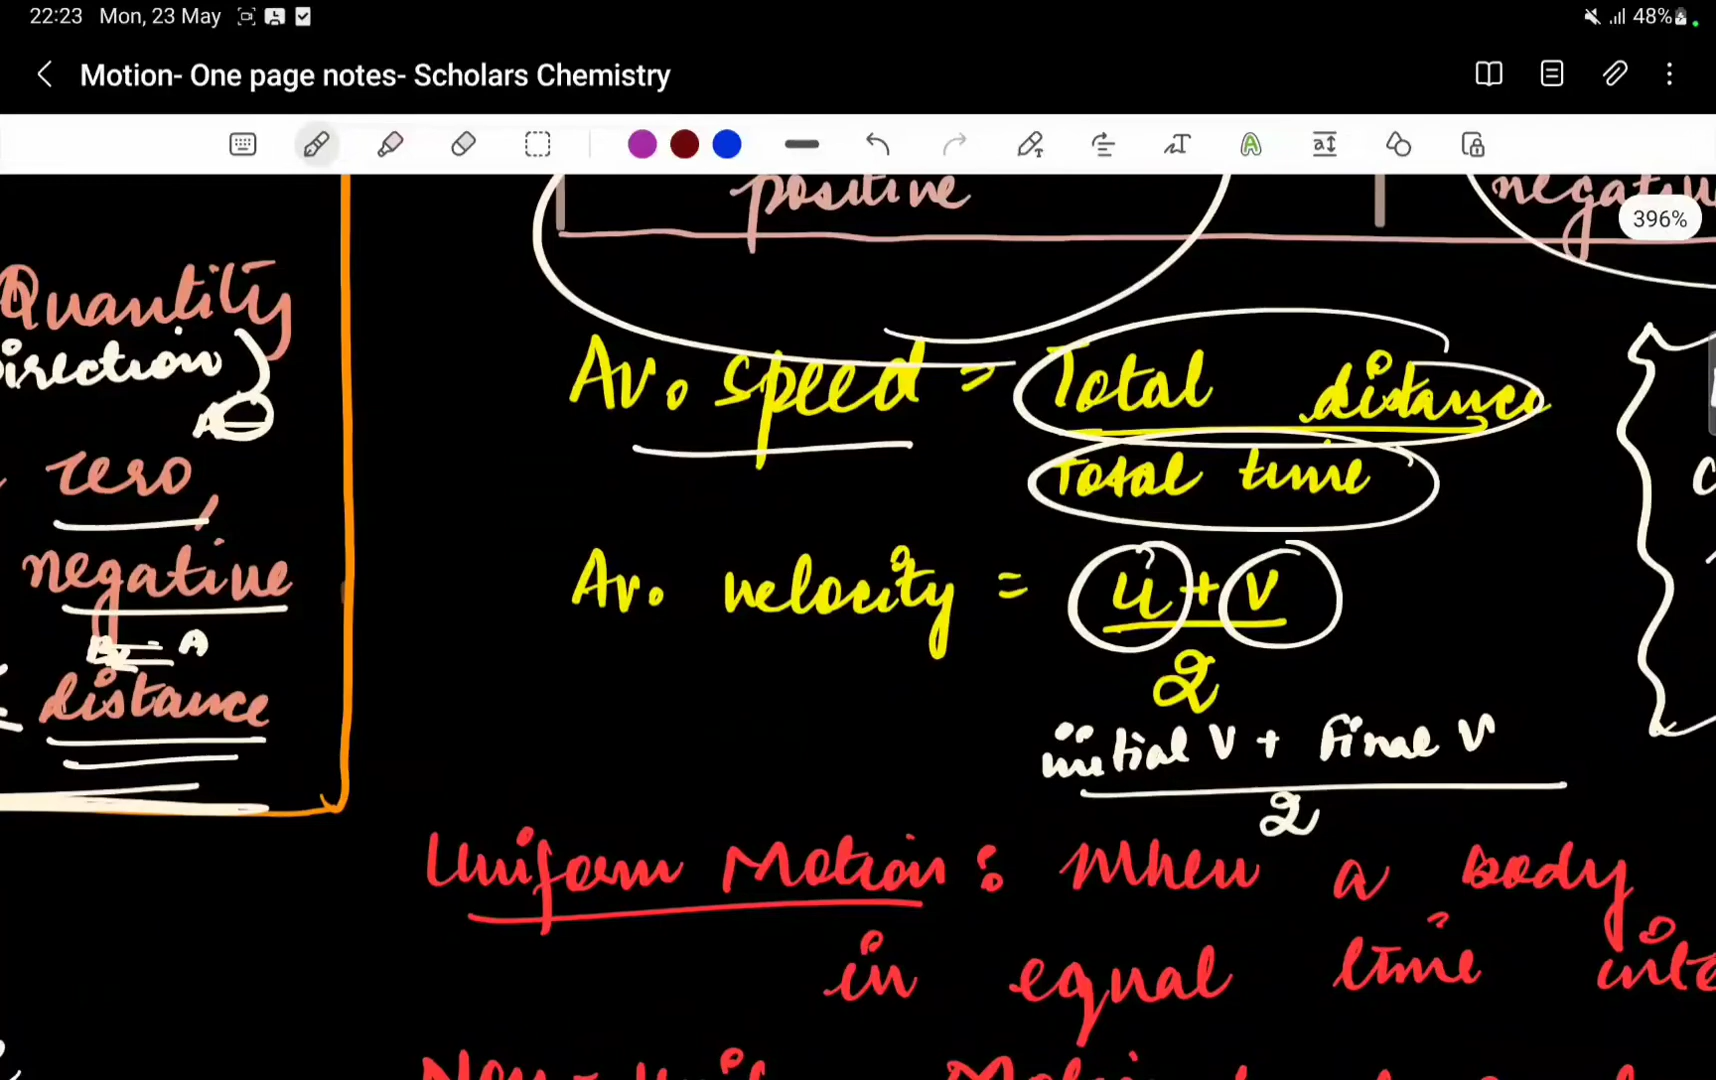 22:23 Mon, 23 May 48%
Motion- One page notes- Scholars Chemistry
396%
positive
Quantity
zero,
negative
B = A
distance
Av. speed = Total distance
Total time
Av. velocity = u + v
2
initial V + final V
2
Uniform Motion : When a body
in equal time